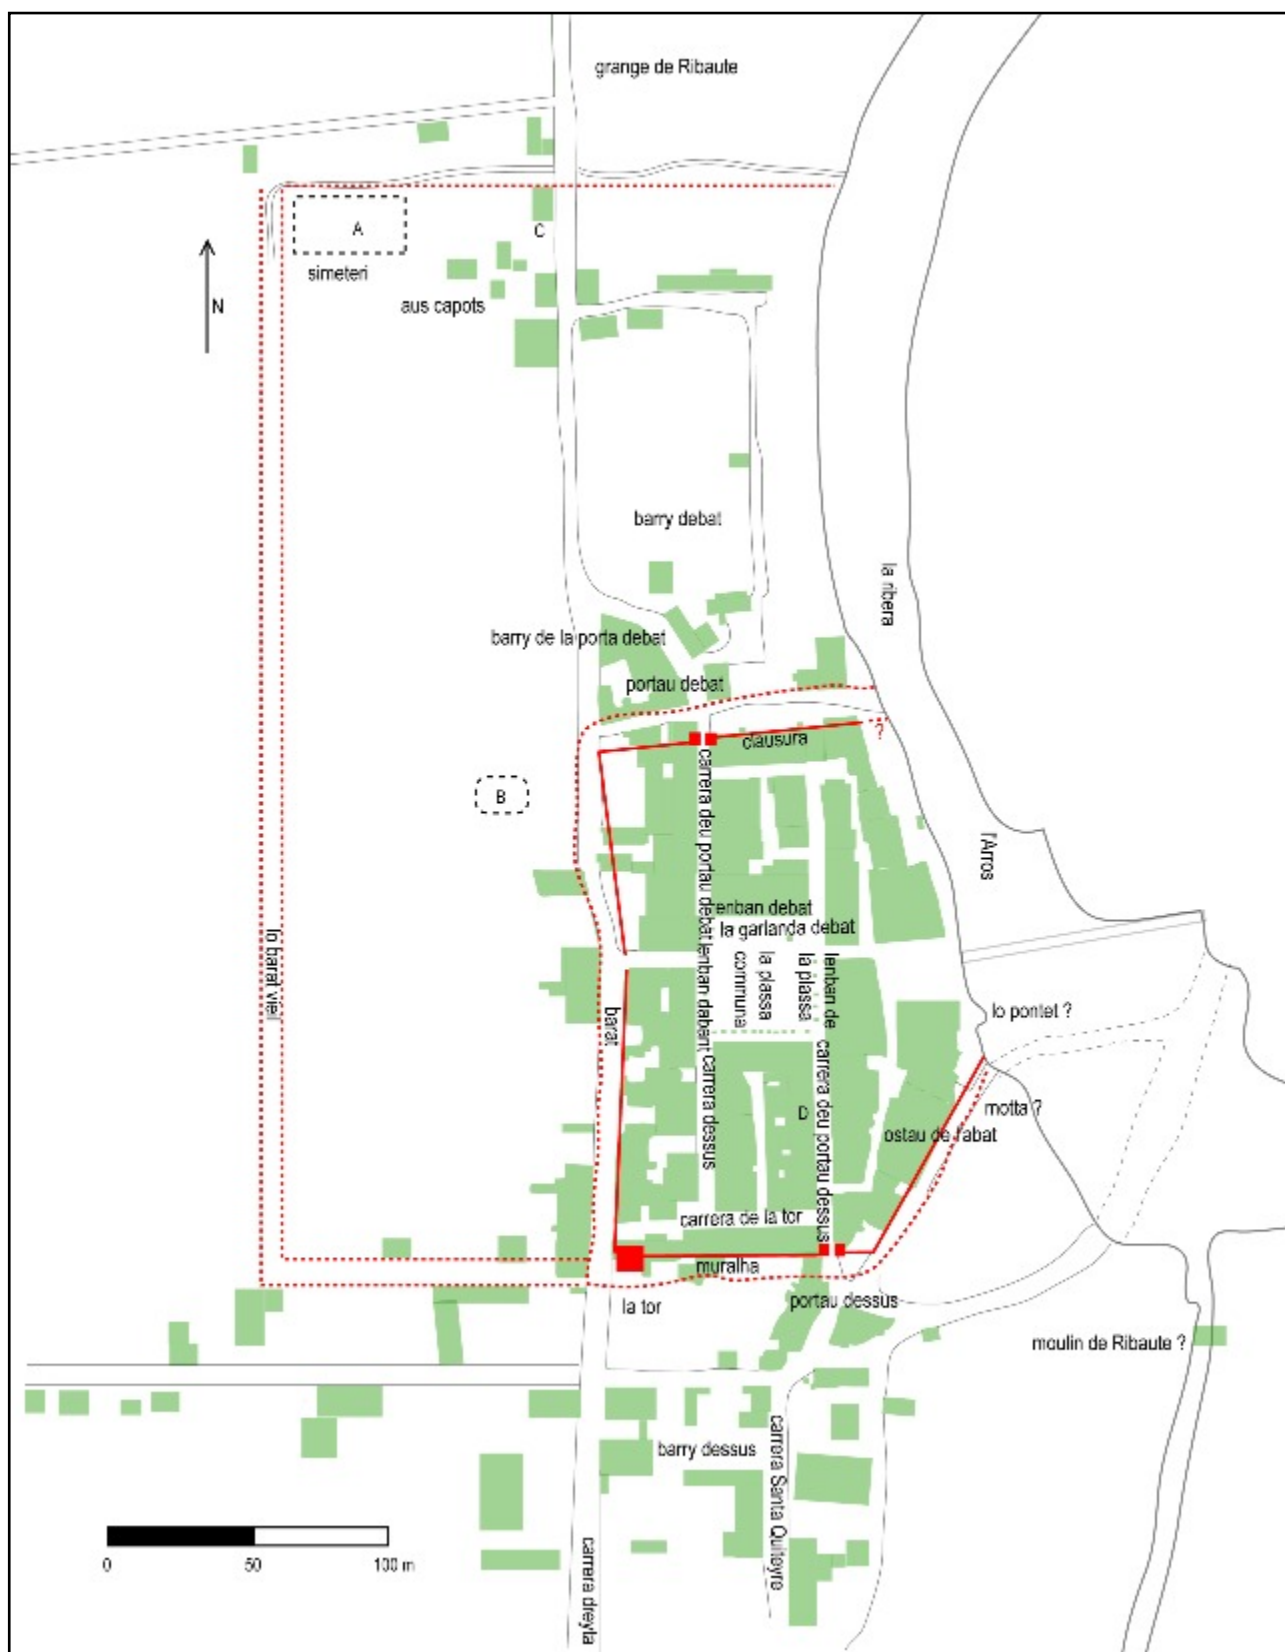 grange de Ribaute
A
C
simeteri
N
aus capots
barry debat
la ribera
barry de la porta debat
portau debat
clausura
?
B
carrera deu portau debat
l'Arros
lenban debat
la garlanda debat
lo barat vieil
lenban dabant
la plassa
communa
la plassa
lenban de
barat
lo pontet ?
carrera dessus
carrera deu portau dessus
D
motta ?
ostau de l'abat
carrera de la tor
muralha
la tor
portau dessus
moulin de Ribaute ?
barry dessus
carrera Santa Quiteyre
carrera dreyta
0 50 100 m